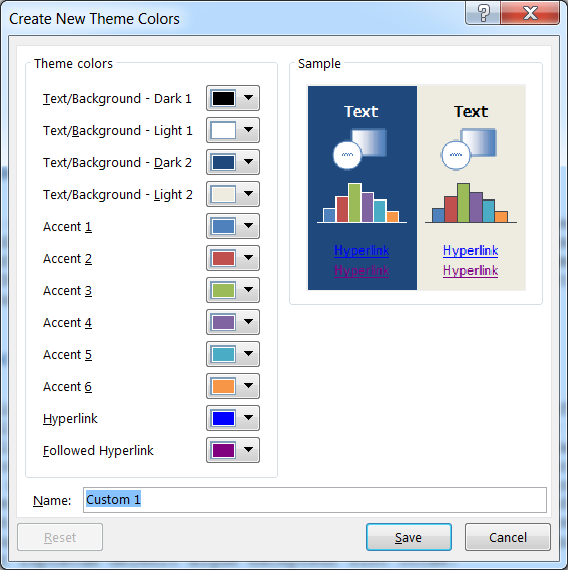 Create New Theme Colors
?
Theme colors
Text/Background - Dark 1
Text/Background - Light 1
Text/Background - Dark 2
Text/Background - Light 2
Accent 1
Accent 2
Accent 3
Accent 4
Accent 5
Accent 6
Hyperlink
Followed Hyperlink
Sample
Text Text
Hyperlink Hyperlink
Hyperlink Hyperlink
Name: Custom 1
Reset Save Cancel